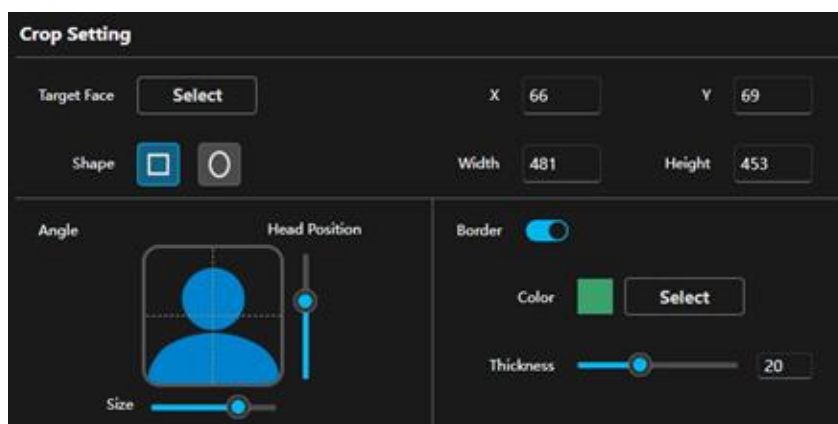 Crop Setting
Target Face Select X 66 Y 69
Shape Width 481 Height 453
Angle Head Position Border
Color Select
Thickness 20
Size